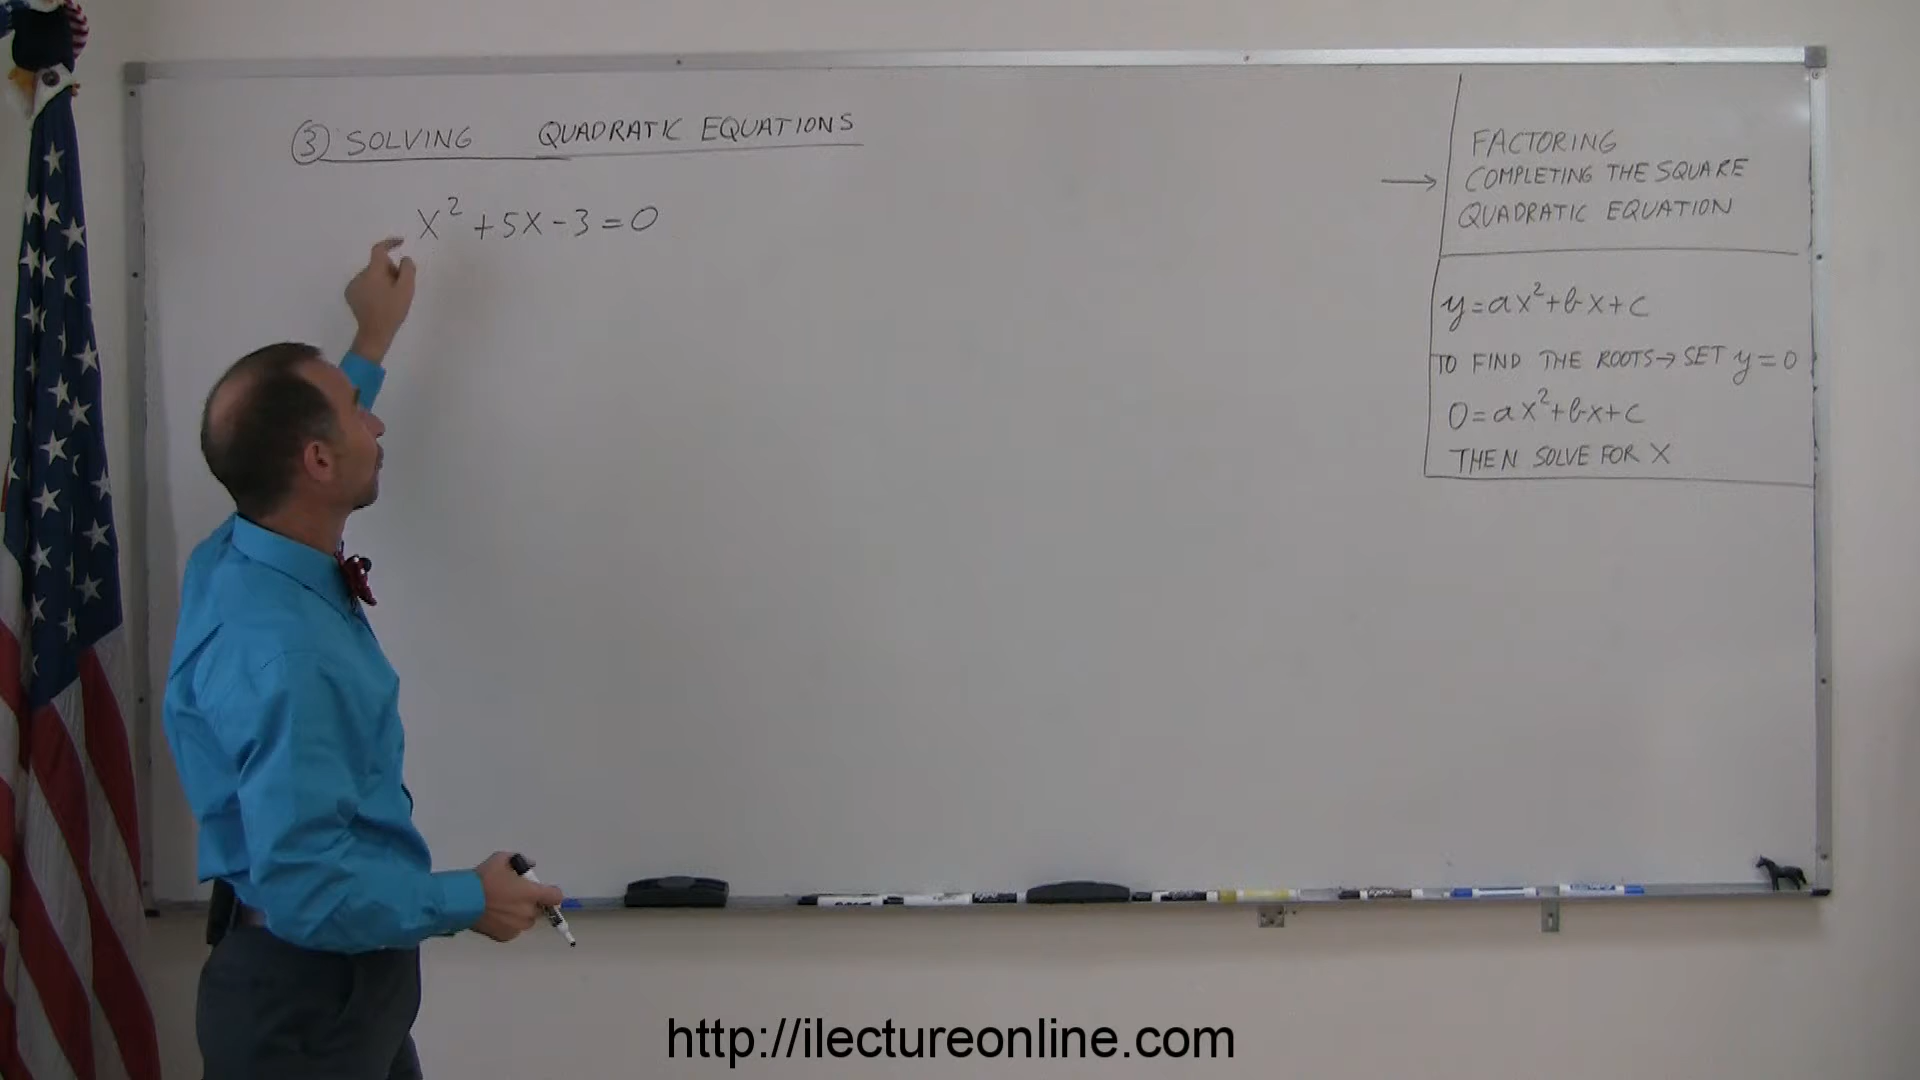 ③ SOLVING QUADRATIC EQUATIONS
x² + 5x - 3 = 0
FACTORING
→ COMPLETING THE SQUARE
QUADRATIC EQUATION
y = ax² + bx + c
TO FIND THE ROOTS → SET y = 0
0 = ax² + bx + c
THEN SOLVE FOR X
http://ilectureonline.com